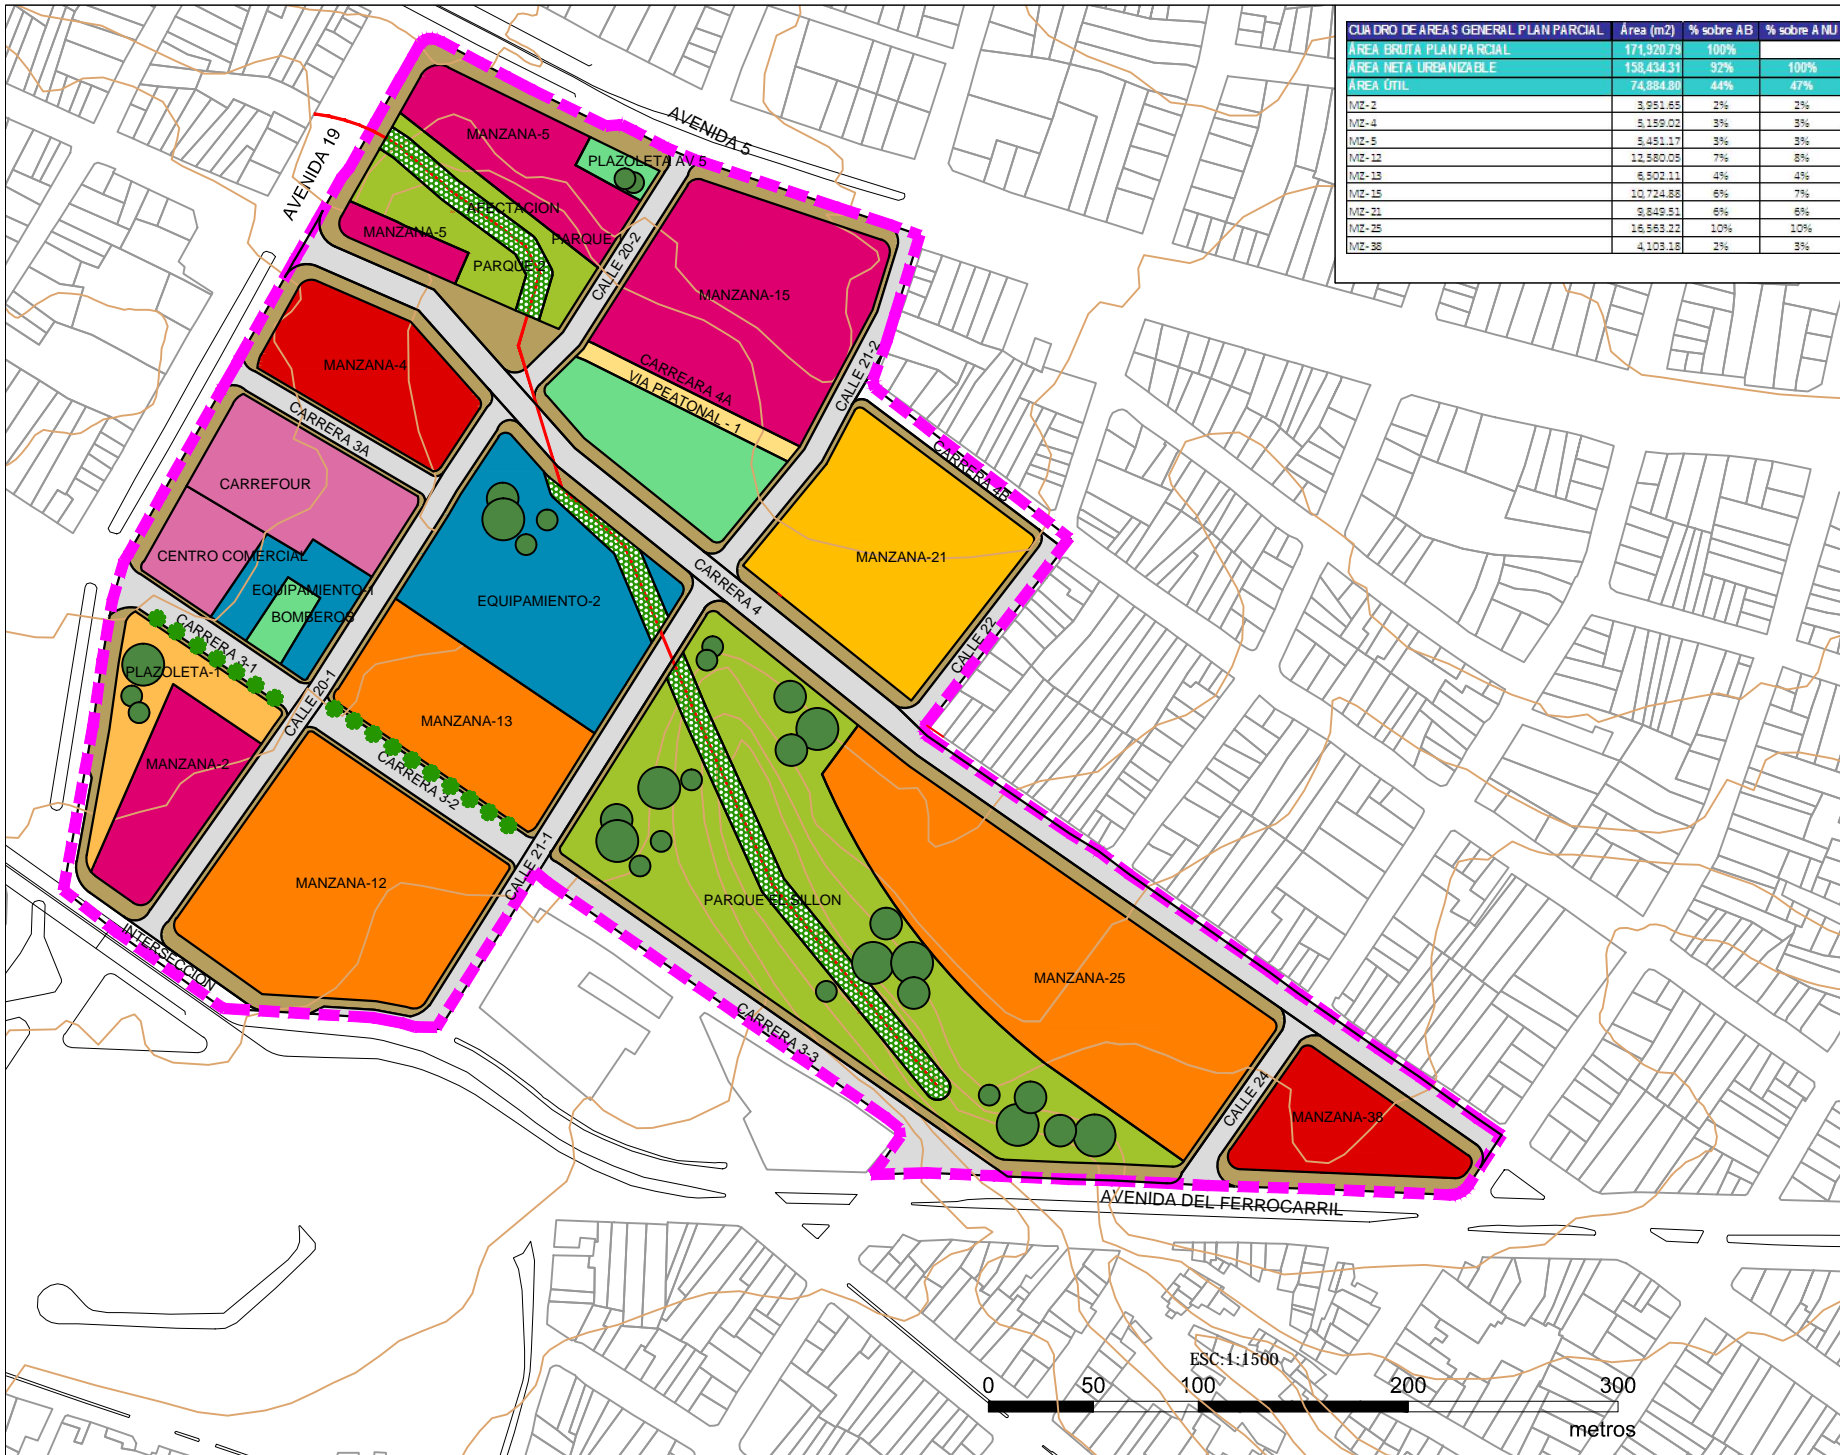 CUADRO DE AREAS GENERAL PLAN PARCIAL Área (m2) % sobre AB % sobre ANU
ÁREA BRUTA PLAN PARCIAL 171,920.79 100%
ÁREA NETA URBANIZABLE 158,434.31 92% 100%
ÁREA ÚTIL 74,884.80 44% 47%
MZ-2 3,951.65 2% 2%
MZ-4 5,159.02 3% 3%
MZ-5 5,451.17 3% 3%
MZ-12 12,580.05 7% 8%
MZ-13 6,502.11 4% 4%
MZ-15 10,724.88 6% 7%
MZ-21 9,849.51 6% 6%
MZ-25 16,563.22 10% 10%
MZ-38 4,103.18 2% 3%
AVENIDA 19
AVENIDA 5
MANZANA-5
PLAZOLETA AV 5
AFECTACION
MANZANA-5
PARQUE 1
PARQUE 2
CALLE 20-2
MANZANA-15
CARREARA 4A
VIA PEATONAL - 1
CALLE 21-2
MANZANA-4
CARRERA 3A
CARREFOUR
CENTRO COMERCIAL
EQUIPAMIENTO-1
BOMBEROS
EQUIPAMIENTO-2
CARRERA 4B
MANZANA-21
CARRERA 4
CALLE 22
CARRERA 3-1
PLAZOLETA-1
CALLE 20-1
MANZANA-13
MANZANA-2
CARRERA 3-2
CALLE 21-1
MANZANA-12
INTERSECCION
PARQUE EL SILLON
MANZANA-25
CARRERA 3-3
CALLE 24
MANZANA-38
AVENIDA DEL FERROCARRIL
ESC:1:1500
0 50 100 200 300
metros